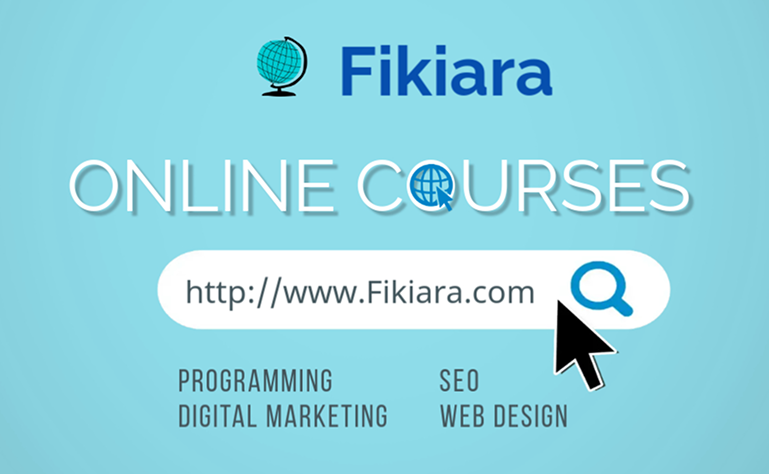 Fikiara
ONLINE COURSES
http://www.Fikiara.com
PROGRAMMING
DIGITAL MARKETING
SEO
WEB DESIGN